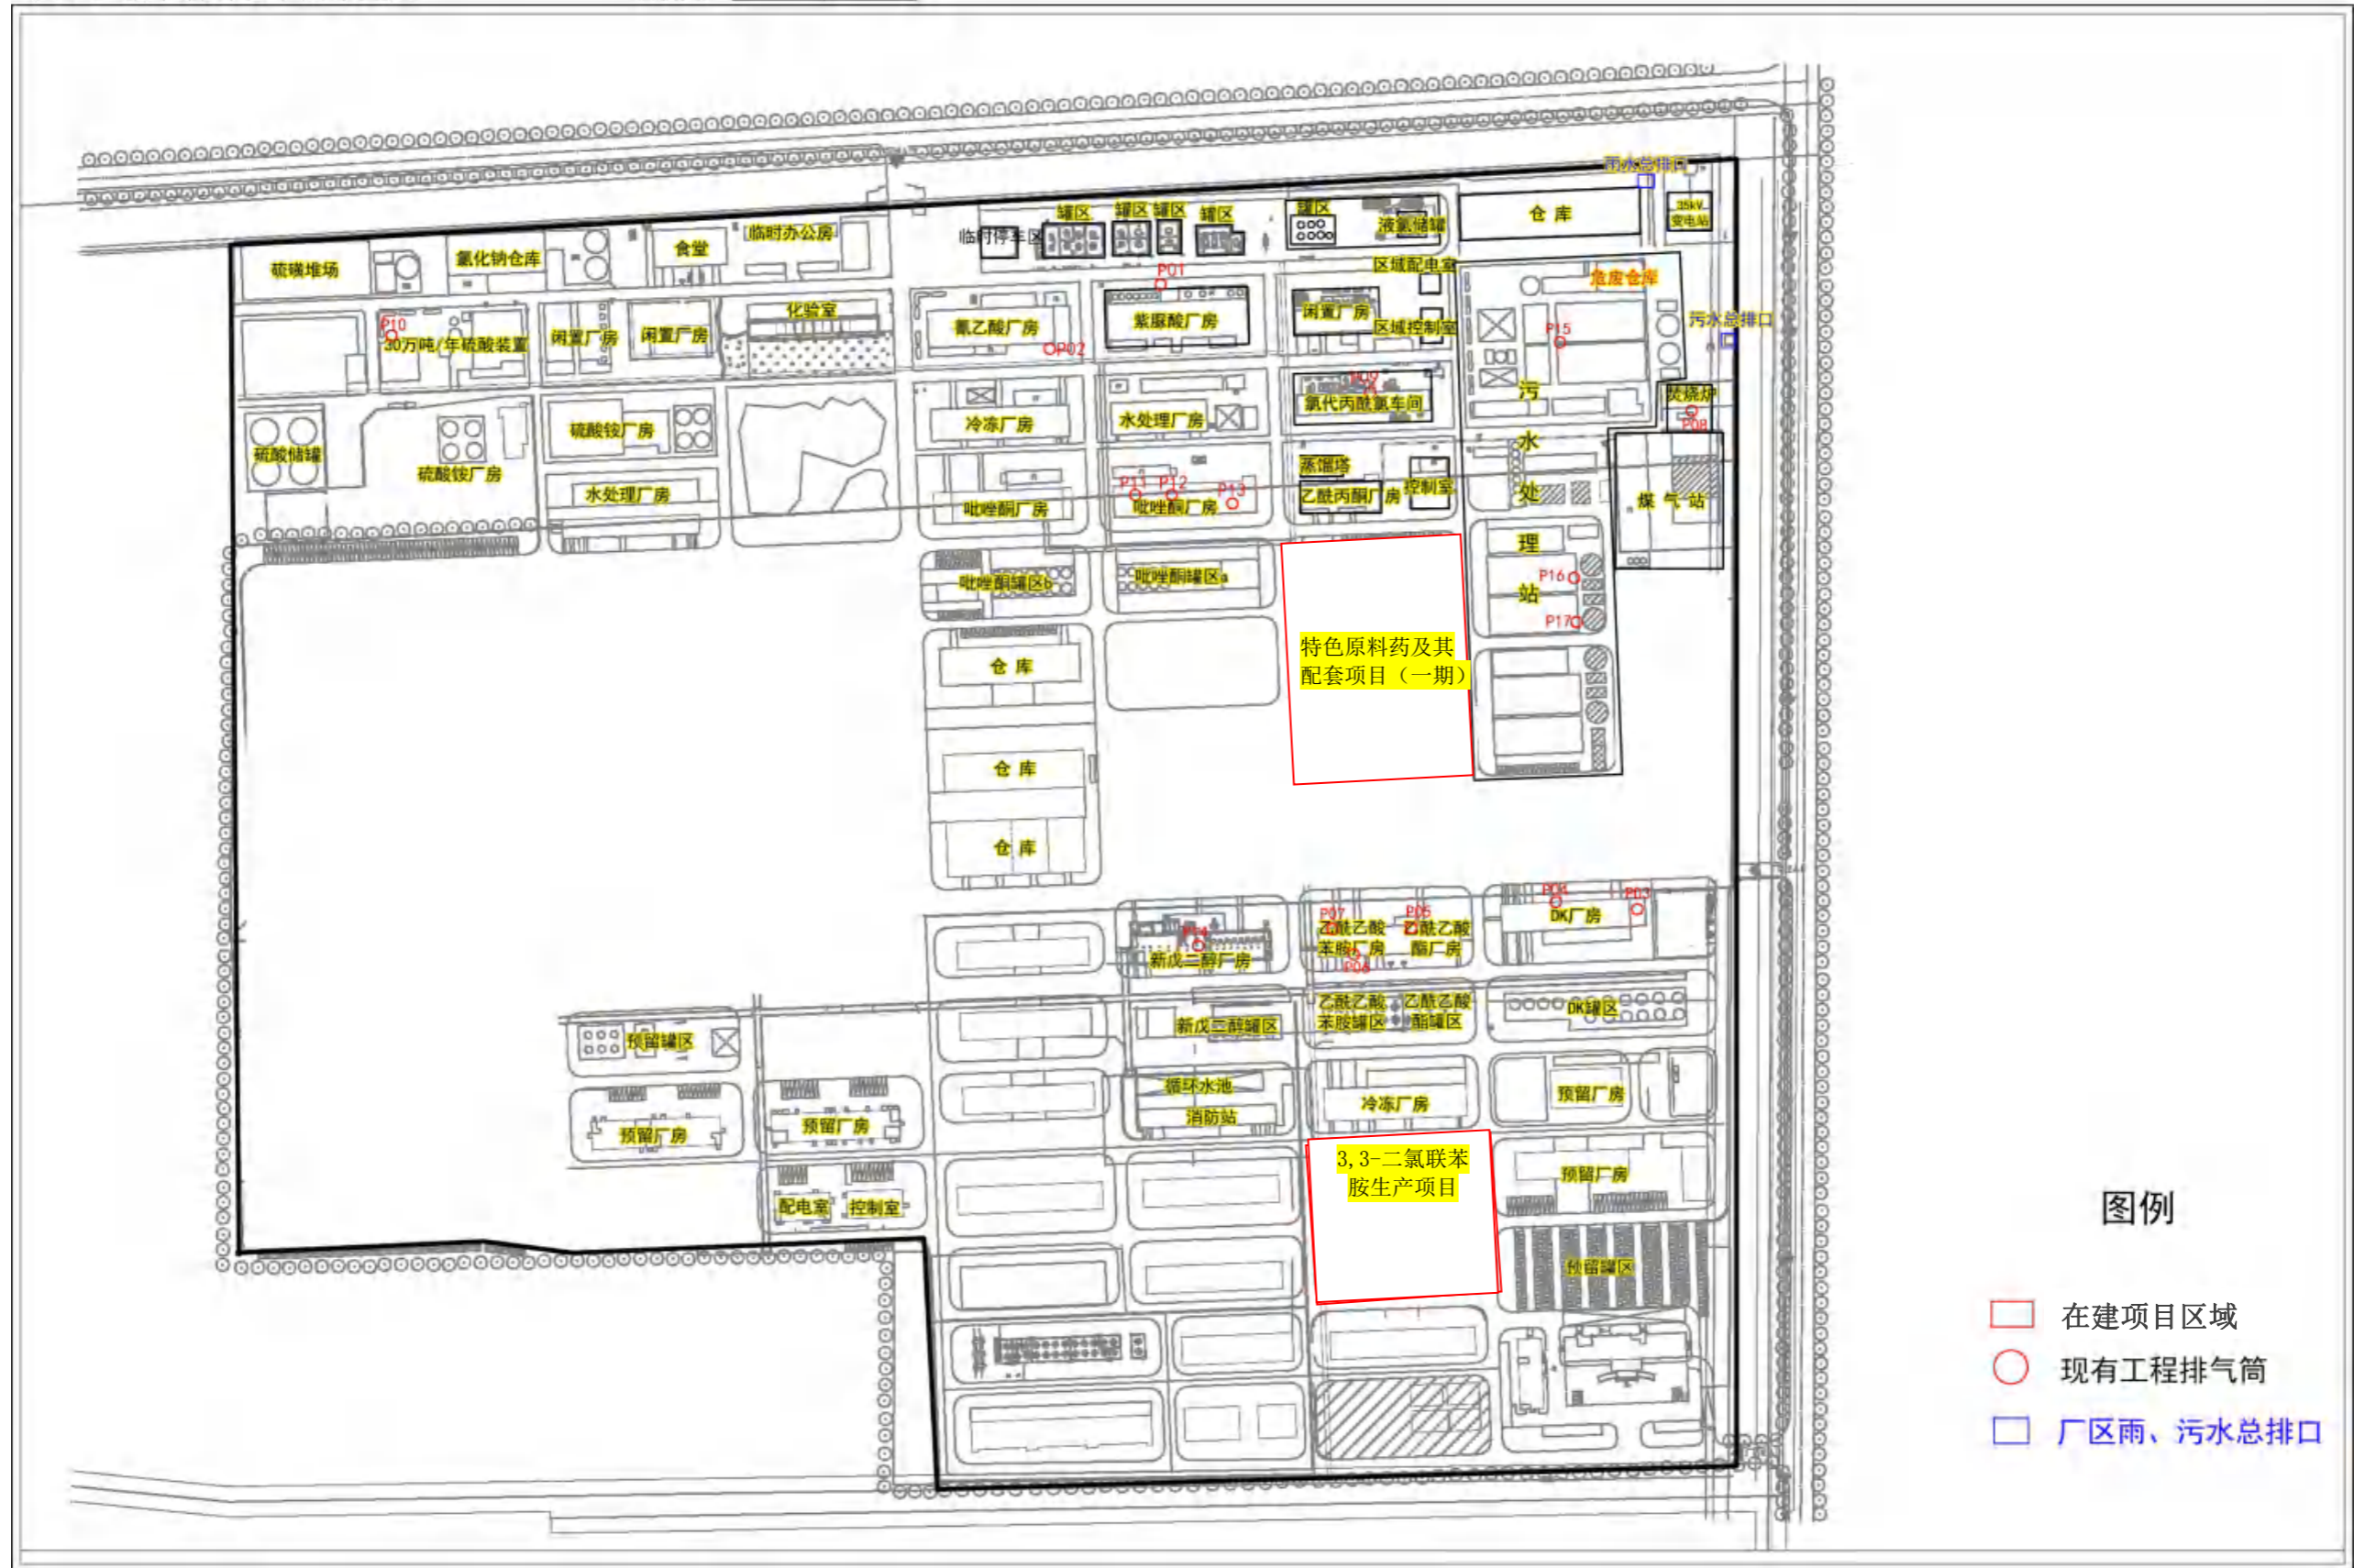 雨水总排口
35kV
变电站
仓库
罐区
罐区
罐区
罐区
罐区
液氯储罐
临时停车区
临时办公房
食堂
氯化钠仓库
硫磺堆场
区域配电室
危废仓库
P01
化验室
氰乙酸厂房
紫脲酸厂房
闲置厂房
区域控制室
污水总排口
P10
30万吨/年硫酸装置
闲置厂房
闲置厂房
P02
P15
氯代丙酰氯车间
焚烧炉
P08
硫酸储罐
硫酸铵厂房
硫酸铵厂房
冷冻厂房
水处理厂房
污
水
处
理
站
水处理厂房
蒸馏塔
控制室
乙酰丙酮厂房
P11
P12
P13
吡唑酮厂房
吡唑酮厂房
煤气站
吡唑酮罐区b
吡唑酮罐区a
P16
P17
特色原料药及其
配套项目（一期）
仓库
仓库
仓库
P04
P03
DK厂房
P07
P05
乙酰乙酸
苯胺厂房
乙酰乙酸
酯厂房
P06
P14
新戊二醇厂房
乙酰乙酸
苯胺罐区
乙酰乙酸
酯罐区
DK罐区
新戊二醇罐区
预留罐区
循环水池
消防站
冷冻厂房
预留厂房
预留厂房
预留厂房
3,3-二氯联苯
胺生产项目
预留厂房
配电室
控制室
预留罐区
图例
在建项目区域
现有工程排气筒
厂区雨、污水总排口